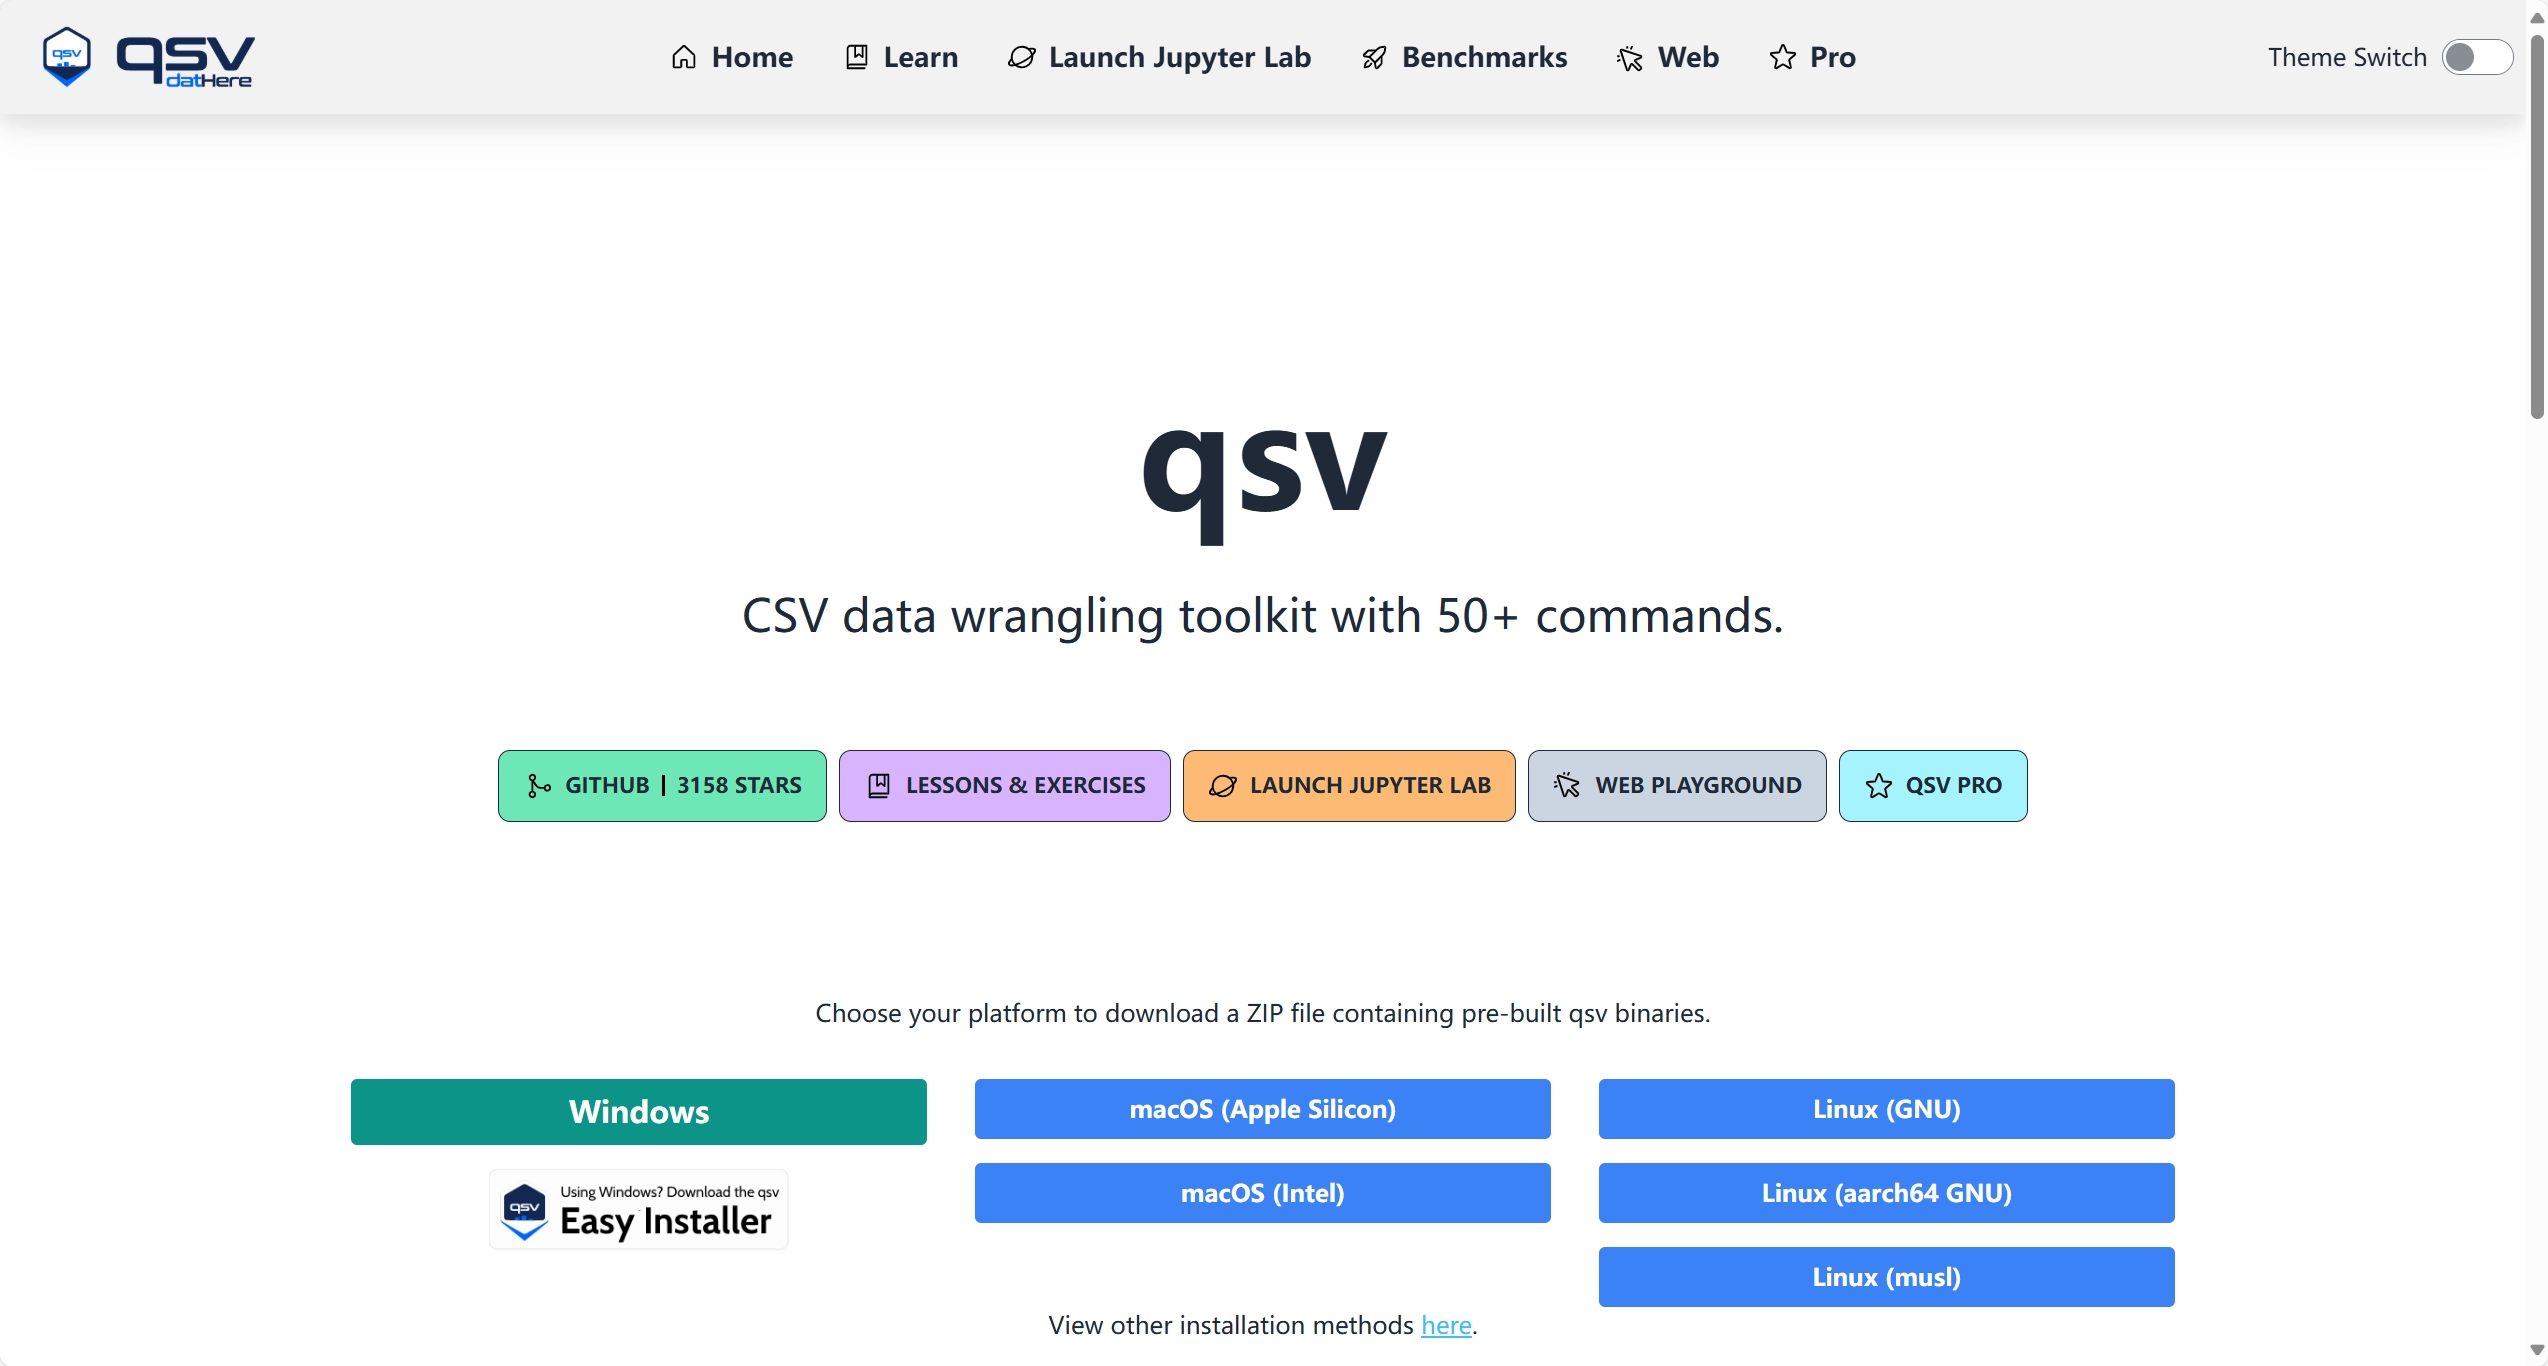 qsv qsv datHere Home Learn Launch Jupyter Lab Benchmarks Web Pro Theme Switch
qsv
CSV data wrangling toolkit with 50+ commands.
GITHUB | 3158 STARS LESSONS & EXERCISES LAUNCH JUPYTER LAB WEB PLAYGROUND QSV PRO
Choose your platform to download a ZIP file containing pre-built qsv binaries.
Windows
qsv Using Windows? Download the qsv
Easy Installer
macOS (Apple Silicon)
macOS (Intel)
Linux (GNU)
Linux (aarch64 GNU)
Linux (musl)
View other installation methods here.